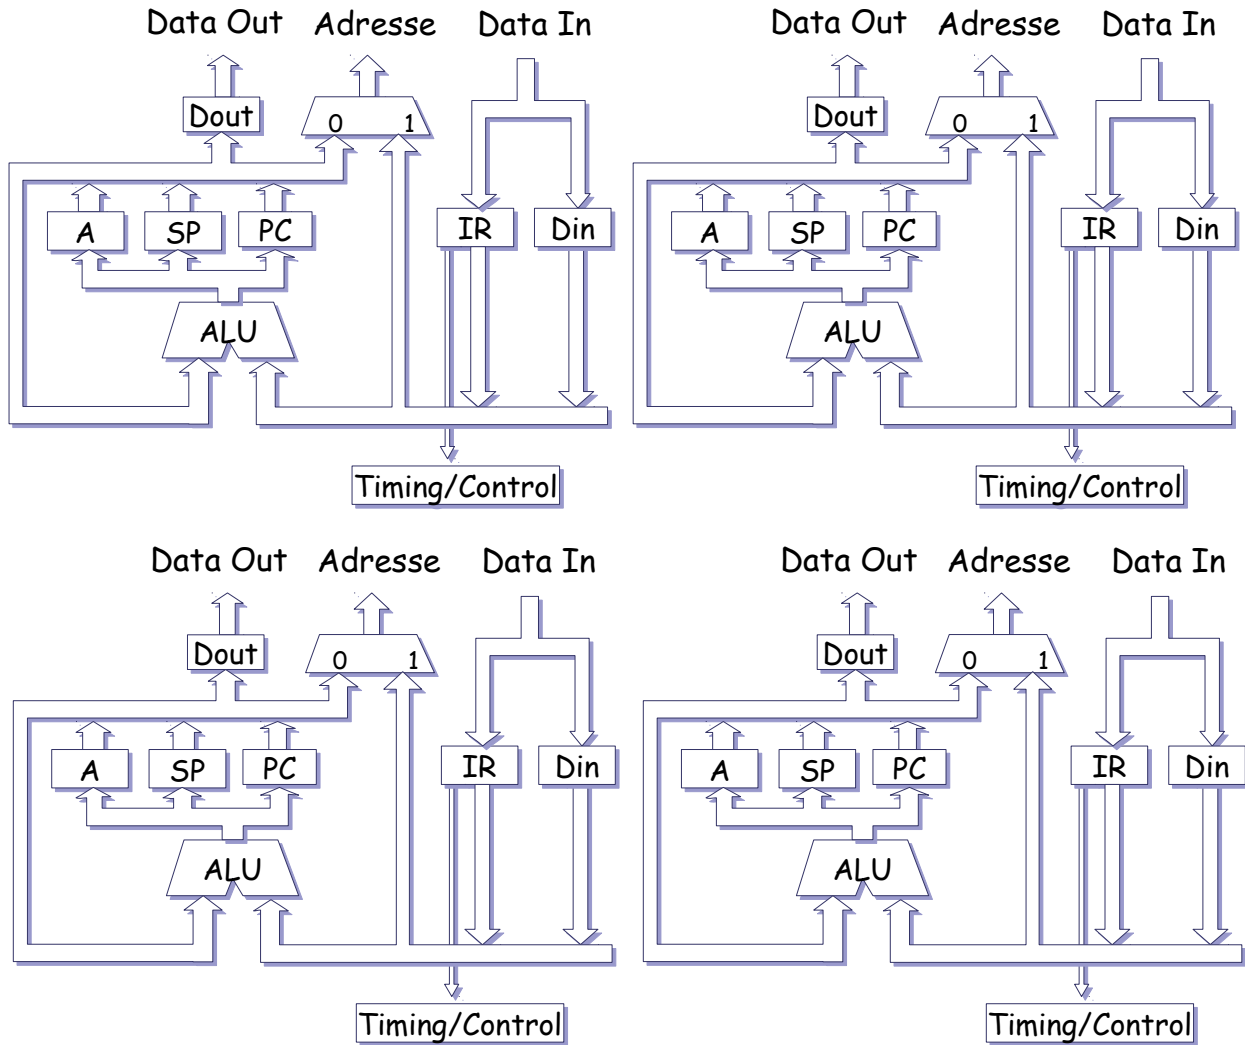 Data Out Adresse Data In
Dout
0 1
A SP PC IR Din
ALU
Timing/Control
Data Out Adresse Data In
Dout
0 1
A SP PC IR Din
ALU
Timing/Control
Data Out Adresse Data In
Dout
0 1
A SP PC IR Din
ALU
Timing/Control
Data Out Adresse Data In
Dout
0 1
A SP PC IR Din
ALU
Timing/Control